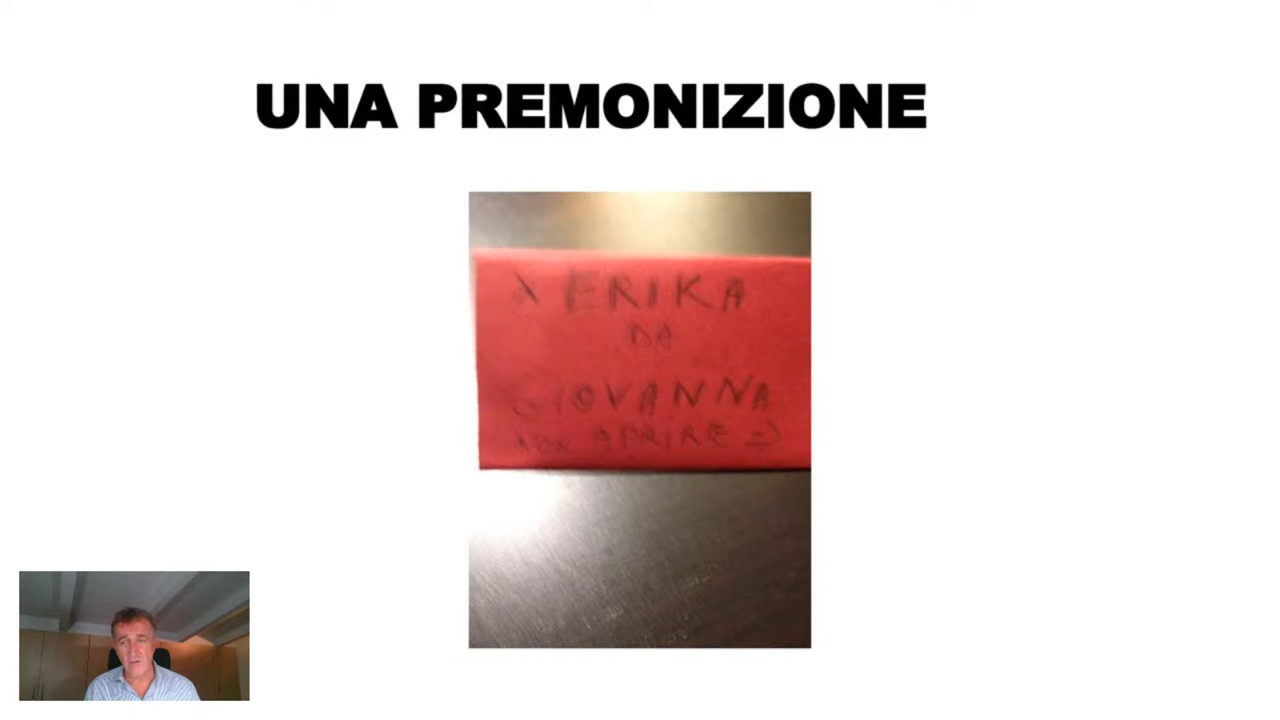 UNA PREMONIZIONE
X ERIKA
DA
GIOVANNA
NON APRIRE =>